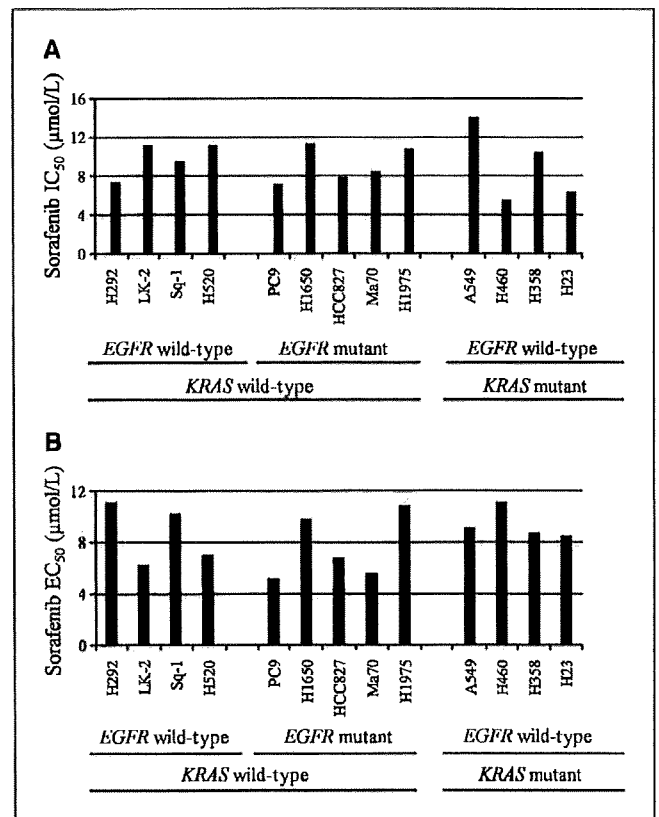 A
Sorafenib IC50 (µmol/L)
16
12
8
4
0
H292 LK-2 Sq-1 H520 PC9 H1650 HCC827 Ma70 H1975 A549 H460 H358 H23
EGFR wild-type EGFR mutant EGFR wild-type
KRAS wild-type KRAS mutant
B
Sorafenib EC50 (µmol/L)
12
8
4
0
H292 LK-2 Sq-1 H520 PC9 H1650 HCC827 Ma70 H1975 A549 H460 H358 H23
EGFR wild-type EGFR mutant EGFR wild-type
KRAS wild-type KRAS mutant